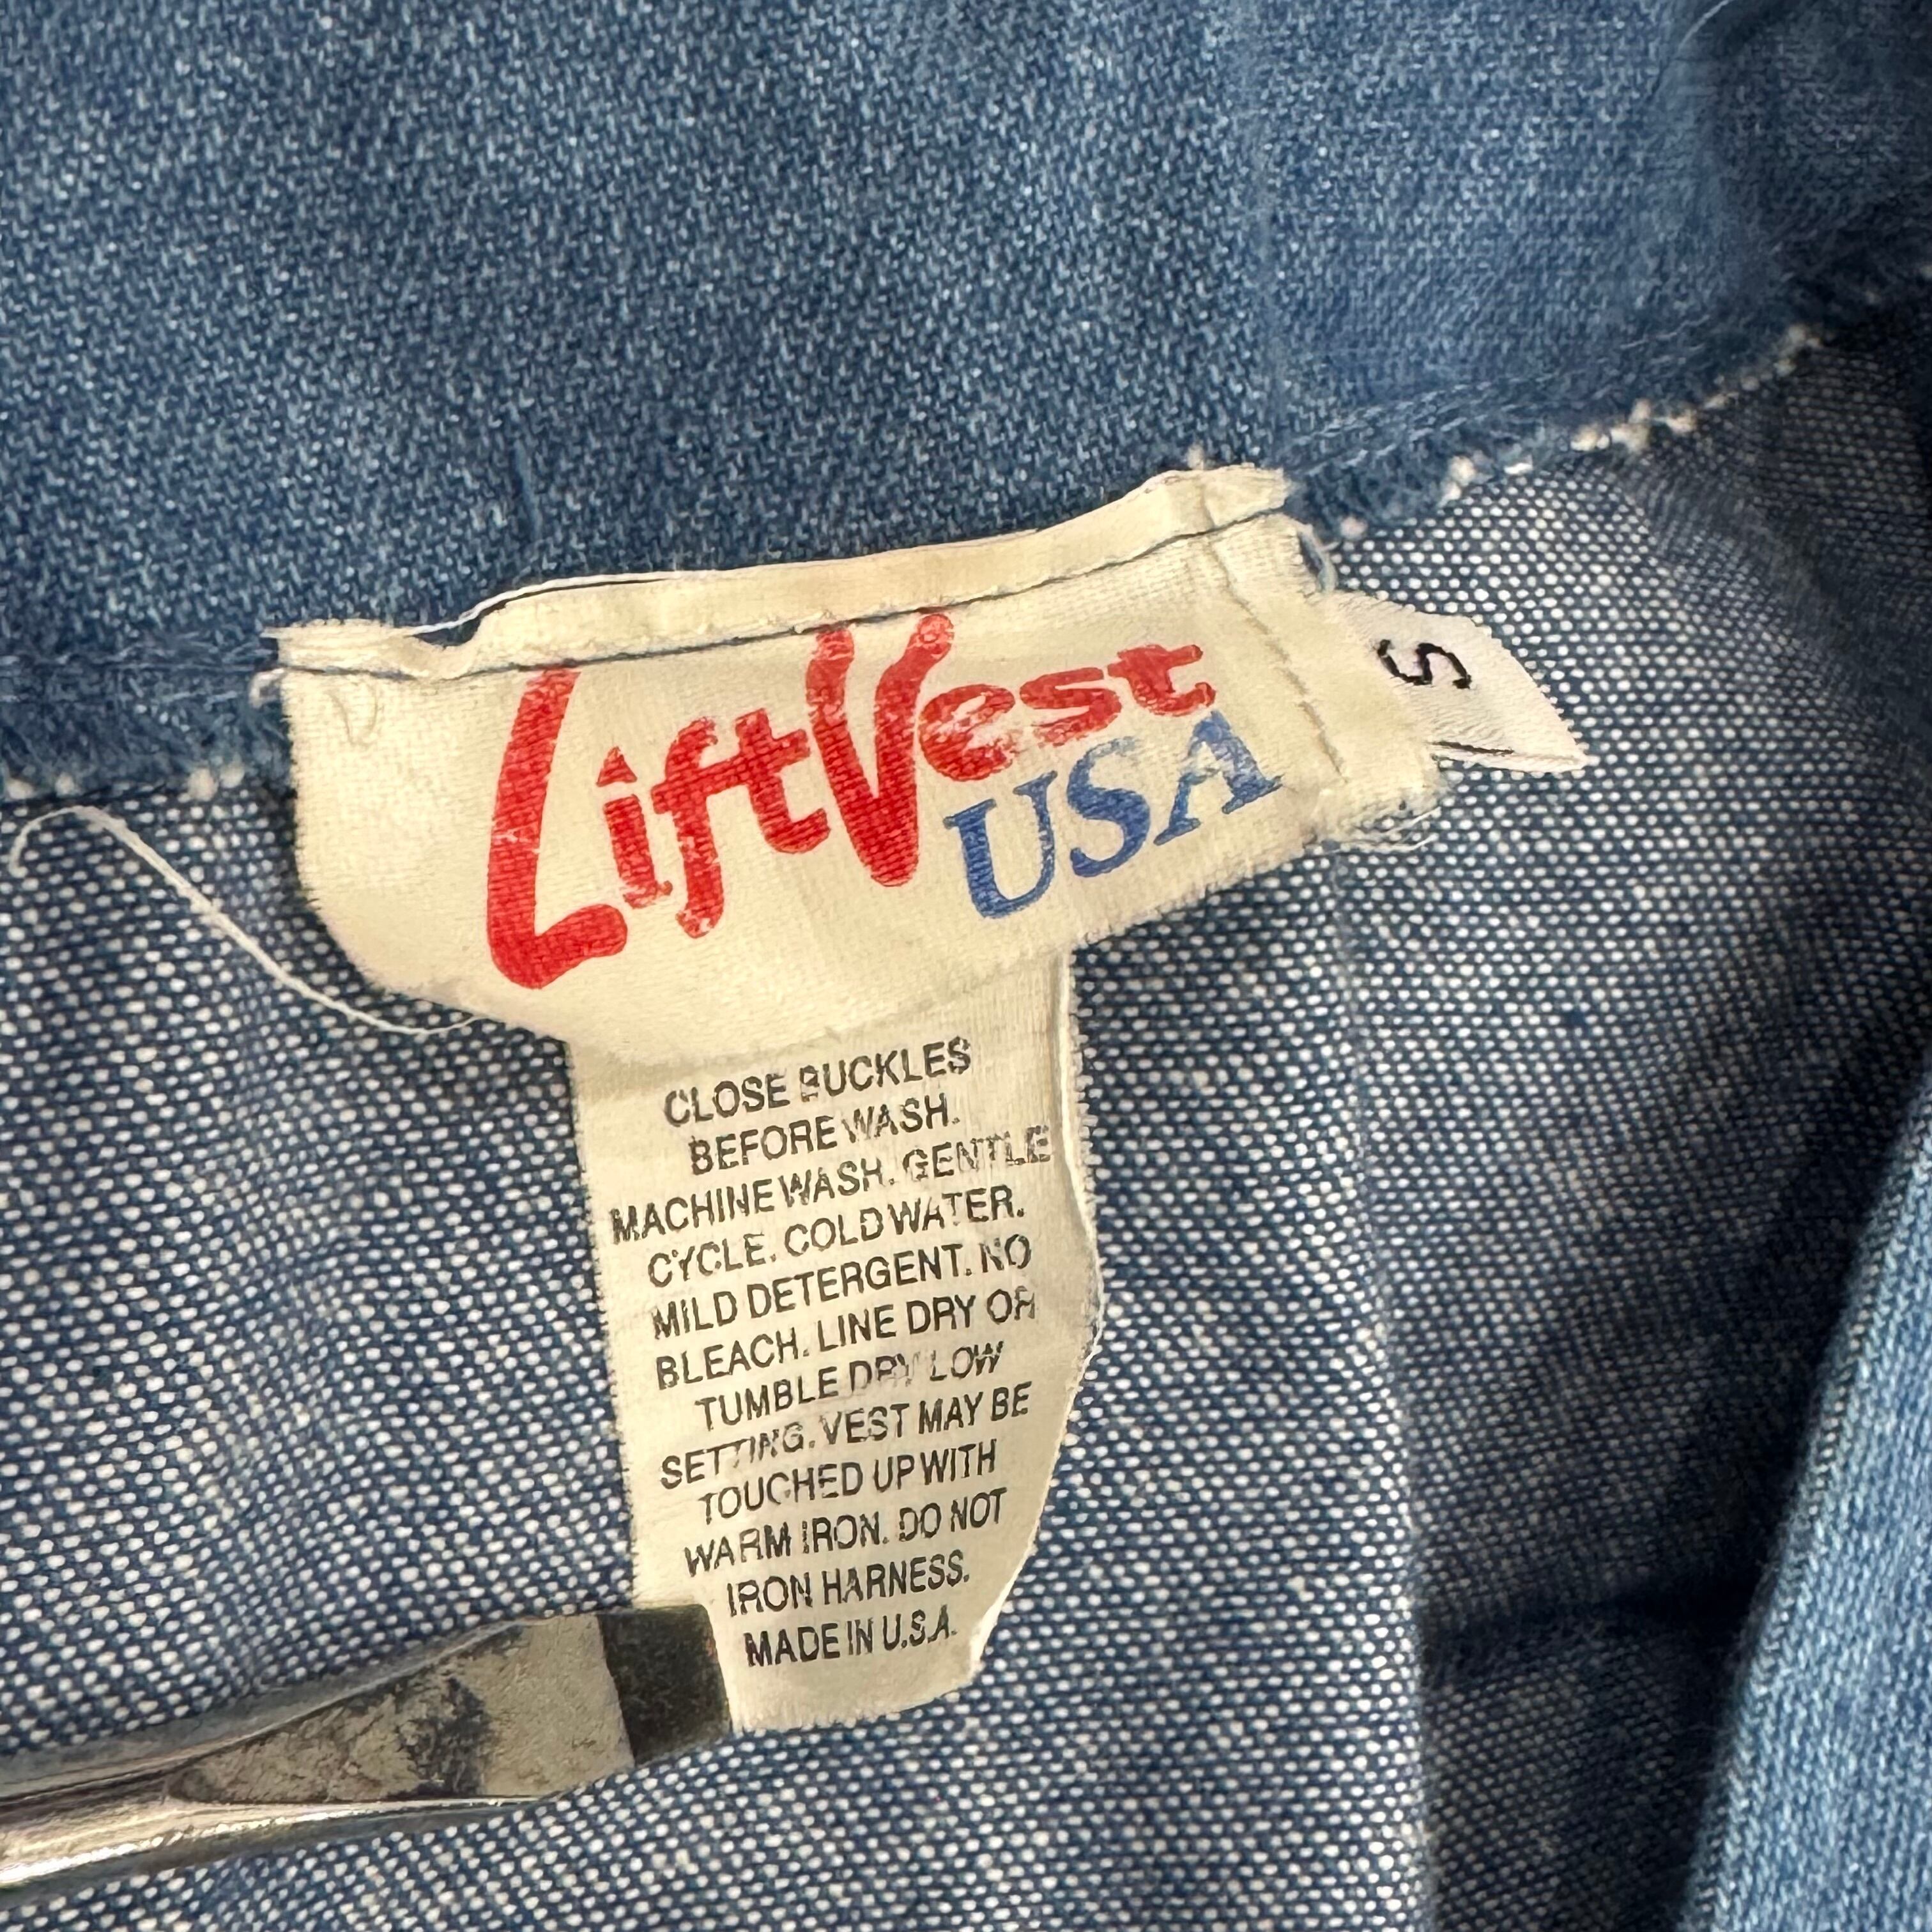 LiftVest
USA
S
CLOSE BUCKLES
BEFORE WASH.
MACHINE WASH. GENTLE
CYCLE. COLD WATER.
MILD DETERGENT. NO
BLEACH. LINE DRY OR
TUMBLE DRY LOW
SETTING. VEST MAY BE
TOUCHED UP WITH
WARM IRON. DO NOT
IRON HARNESS.
MADE IN U.S.A.